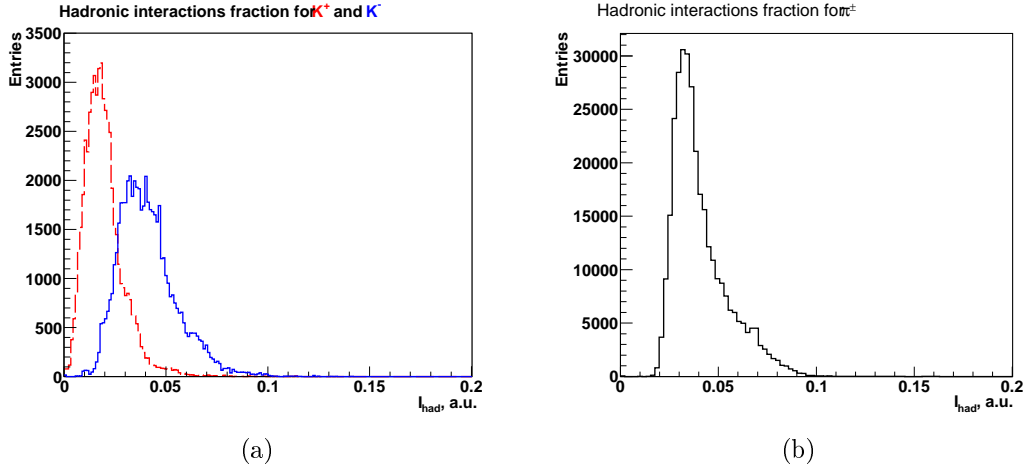 Hadronic interactions fraction for K⁺ and K⁻
Entries
3500
3000
2500
2000
1500
1000
500
0
0 0.05 0.1 0.15 0.2
I_had, a.u.
(a)
Hadronic interactions fraction for π±
Entries
30000
25000
20000
15000
10000
5000
0
0 0.05 0.1 0.15 0.2
I_had, a.u.
(b)